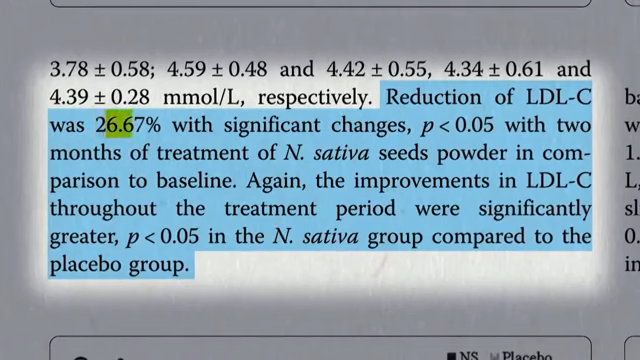 3.78 ± 0.58; 4.59 ± 0.48 and 4.42 ± 0.55, 4.34 ± 0.61 and
4.39 ± 0.28 mmol/L, respectively. Reduction of LDL-C
was 26.67% with significant changes, p < 0.05 with two
months of treatment of N. sativa seeds powder in com-
parison to baseline. Again, the improvements in LDL-C
throughout the treatment period were significantly
greater, p < 0.05 in the N. sativa group compared to the
placebo group.
NS Placebo